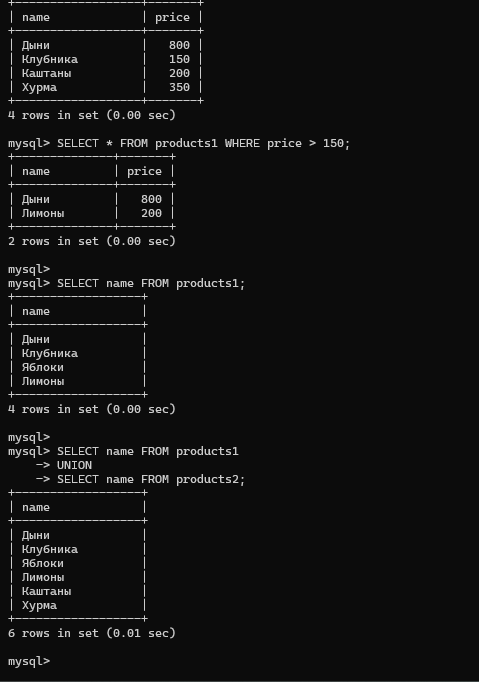 +------------------+-------+
| name             | price |
+------------------+-------+
| Дыни             |   800 |
| Клубника         |   150 |
| Каштаны          |   200 |
| Хурма            |   350 |
+------------------+-------+
4 rows in set (0.00 sec)
mysql> SELECT * FROM products1 WHERE price > 150;
+--------------+-------+
| name         | price |
+--------------+-------+
| Дыни         |   800 |
| Лимоны       |   200 |
+--------------+-------+
2 rows in set (0.00 sec)
mysql>
mysql> SELECT name FROM products1;
+------------------+
| name             |
+------------------+
| Дыни             |
| Клубника         |
| Яблоки           |
| Лимоны           |
+------------------+
4 rows in set (0.00 sec)
mysql>
mysql> SELECT name FROM products1
    -> UNION
    -> SELECT name FROM products2;
+------------------+
| name             |
+------------------+
| Дыни             |
| Клубника         |
| Яблоки           |
| Лимоны           |
| Каштаны          |
| Хурма            |
+------------------+
6 rows in set (0.01 sec)
mysql>